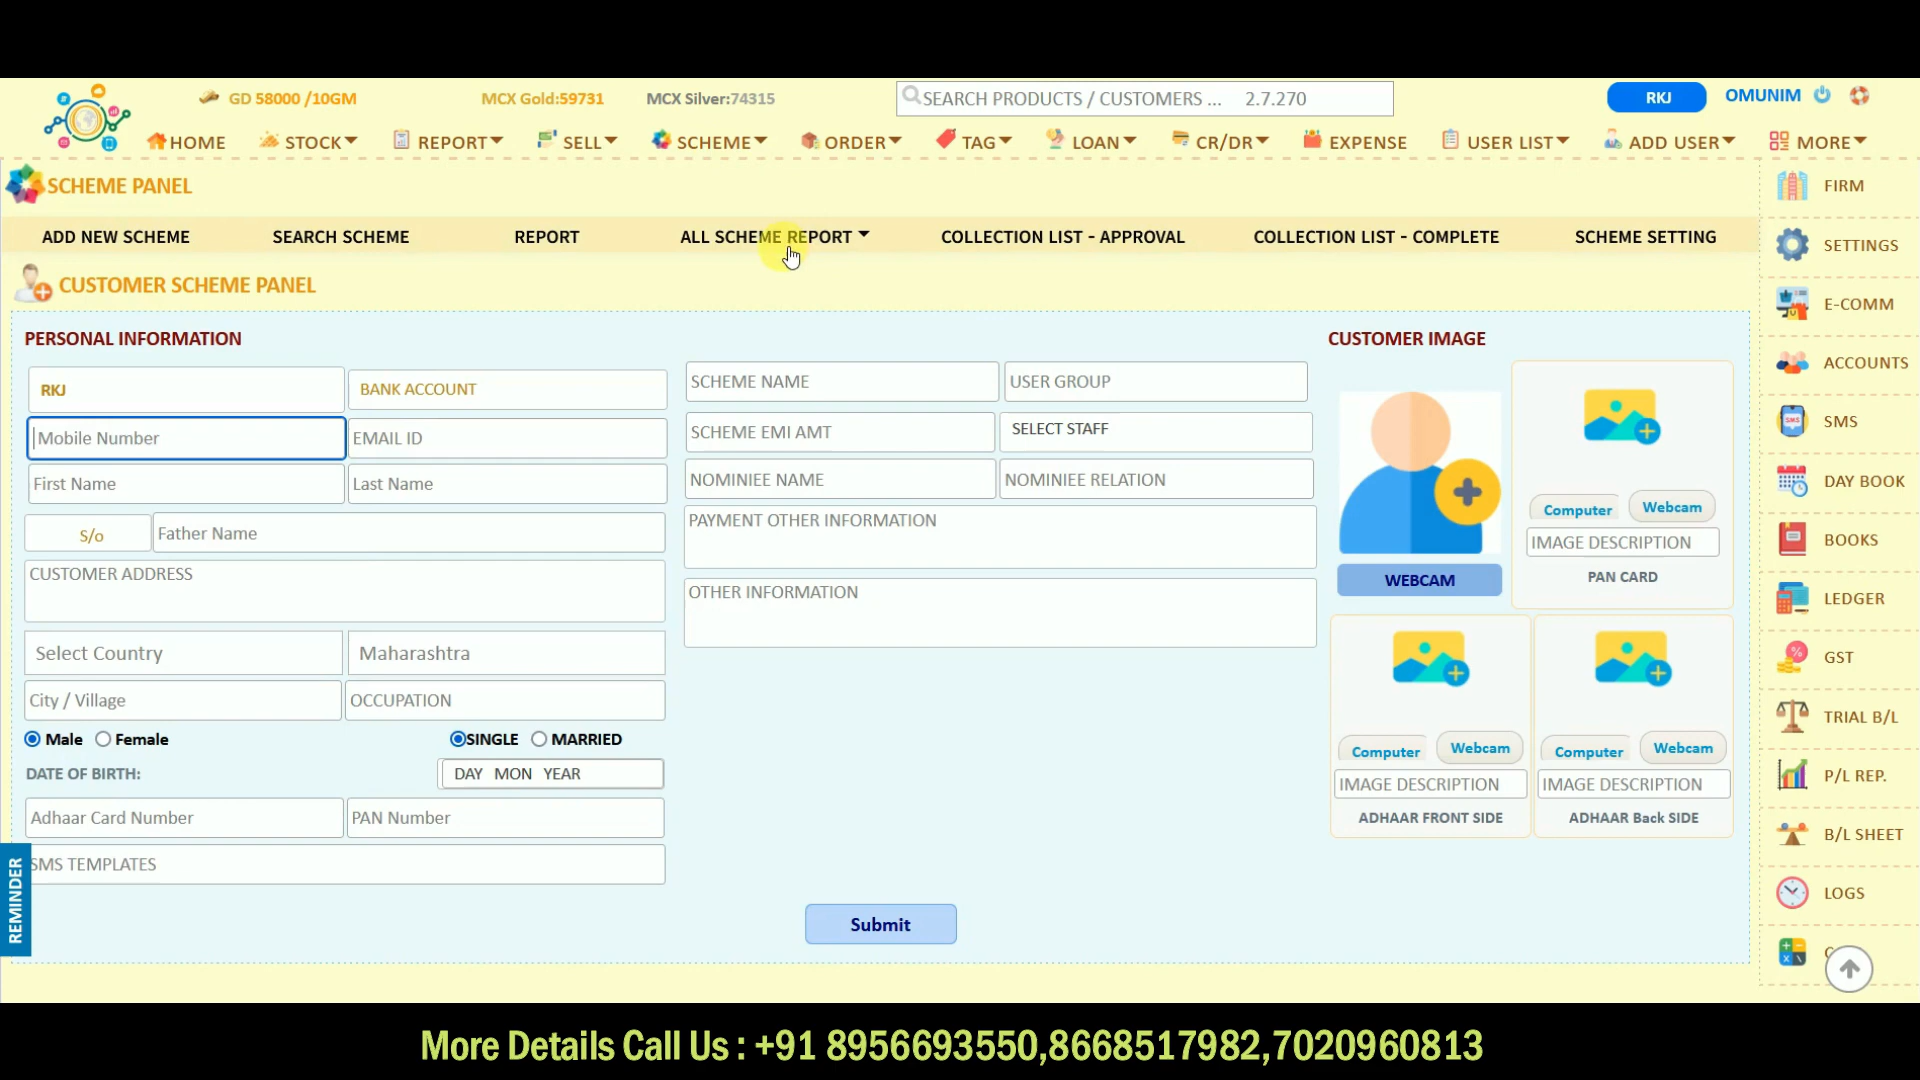 GD 58000 /10GM
MCX Gold:59731
MCX Silver:74315
SEARCH PRODUCTS / CUSTOMERS ... 2.7.270
RKJ
OMUNIM
HOME
STOCK
REPORT
SELL
SCHEME
ORDER
TAG
LOAN
CR/DR
EXPENSE
USER LIST
ADD USER
MORE
SCHEME PANEL
ADD NEW SCHEME
SEARCH SCHEME
REPORT
ALL SCHEME REPORT
COLLECTION LIST - APPROVAL
COLLECTION LIST - COMPLETE
SCHEME SETTING
CUSTOMER SCHEME PANEL
PERSONAL INFORMATION
RKJ
BANK ACCOUNT
Mobile Number
EMAIL ID
First Name
Last Name
S/o
Father Name
CUSTOMER ADDRESS
Select Country
Maharashtra
City / Village
OCCUPATION
Male
Female
SINGLE
MARRIED
DATE OF BIRTH:
DAY MON YEAR
Adhaar Card Number
PAN Number
SMS TEMPLATES
SCHEME NAME
USER GROUP
SCHEME EMI AMT
SELECT STAFF
NOMINIEE NAME
NOMINIEE RELATION
PAYMENT OTHER INFORMATION
OTHER INFORMATION
Submit
CUSTOMER IMAGE
WEBCAM
Computer
Webcam
IMAGE DESCRIPTION
PAN CARD
Computer
Webcam
IMAGE DESCRIPTION
ADHAAR FRONT SIDE
Computer
Webcam
IMAGE DESCRIPTION
ADHAAR Back SIDE
FIRM
SETTINGS
E-COMM
ACCOUNTS
SMS
DAY BOOK
BOOKS
LEDGER
GST
TRIAL B/L
P/L REP.
B/L SHEET
LOGS
REMINDER
More Details Call Us : +91 8956693550,8668517982,7020960813